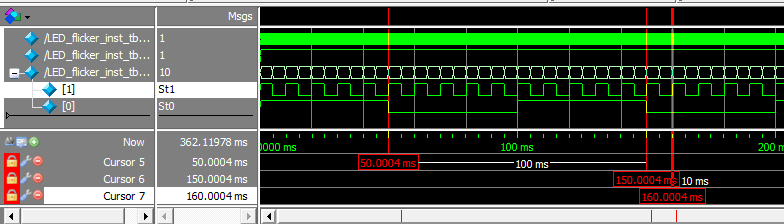 Msgs
/LED_flicker_inst_tb... 1
/LED_flicker_inst_tb... 1
/LED_flicker_inst_tb... 10
[1] St1
[0] St0
Now 362.11978 ms 0000 ms 100 ms 200 m
Cursor 5 50.0004 ms 50.0004 ms 100 ms
Cursor 6 150.0004 ms 150.0004 ms 10 ms
Cursor 7 160.0004 ms 160.0004 ms